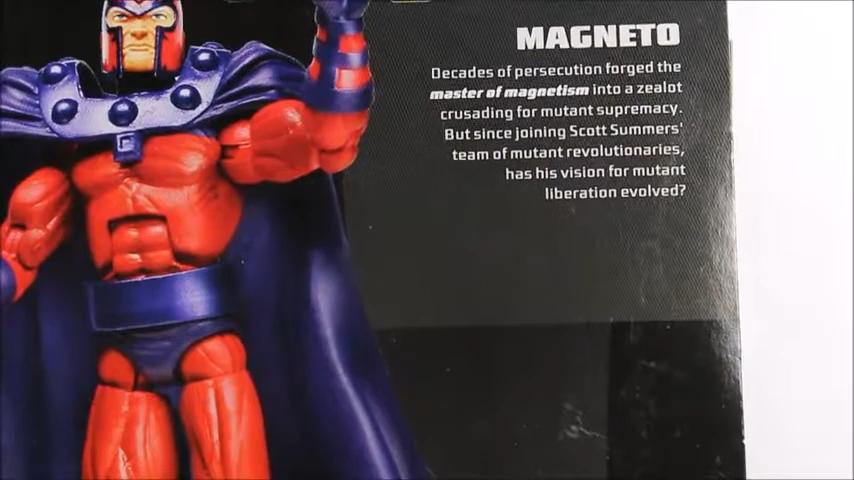 MAGNETO
Decades of persecution forged the
master of magnetism into a zealot
crusading for mutant supremacy.
But since joining Scott Summers'
team of mutant revolutionaries,
has his vision for mutant
liberation evolved?